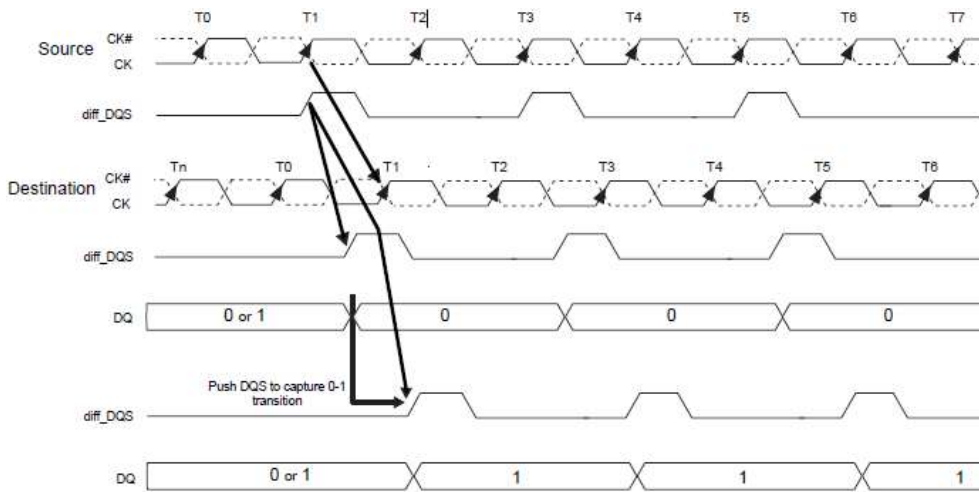 T0 T1 T2 T3 T4 T5 T6 T7
Source CK#
CK
diff_DQS
Tn T0 T1 T2 T3 T4 T5 T6
Destination CK#
CK
diff_DQS
DQ 0 or 1 0 0 0
Push DQS to capture 0-1
transition
diff_DQS
DQ 0 or 1 1 1 1